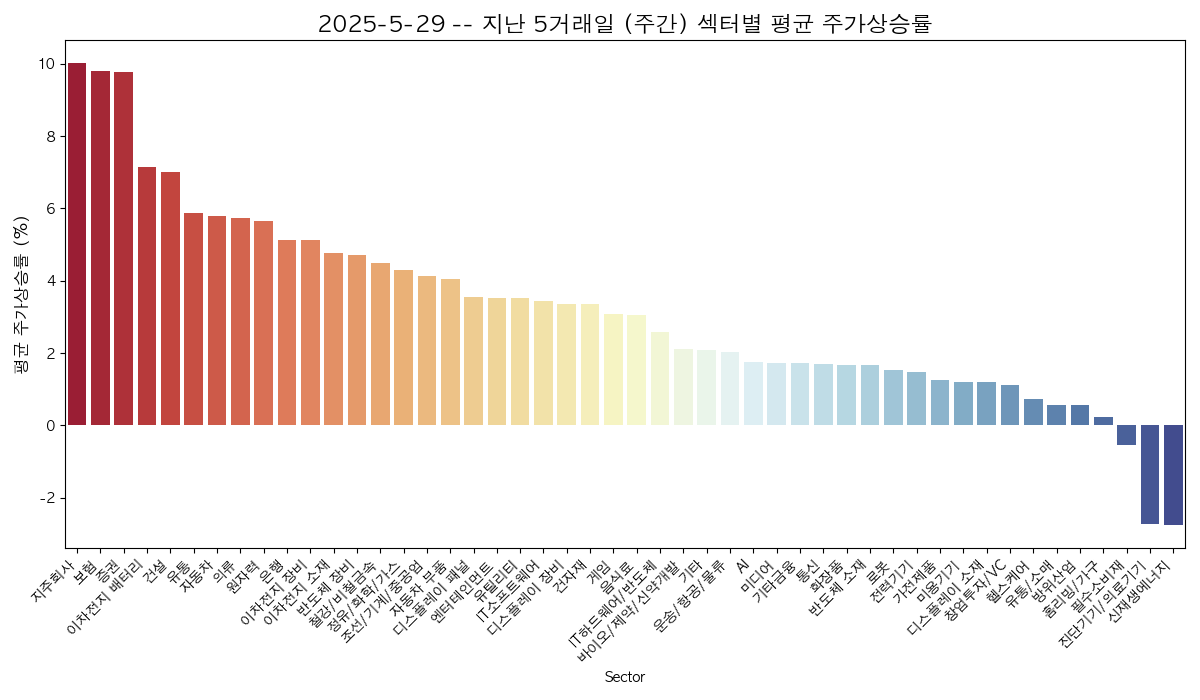 2025-5-29 -- 지난 5거래일 (주간) 섹터별 평균 주가상승률
평균 주가상승률 (%)
10
8
6
4
2
0
-2
지주회사
보험
증권
이차전지 배터리
건설
유통
자동차
의류
원자력
은행
이차전지 장비
이차전지 소재
반도체 장비
철강/비철금속
정유/화학/가스
조선/기계/중공업
자동차 부품
디스플레이 패널
엔터테인먼트
유틸리티
IT소프트웨어
디스플레이 장비
건자재
게임
음식료
IT하드웨어/반도체
바이오/제약/신약개발
기타
운송/항공/물류
AI
미디어
기타금융
통신
화장품
반도체 소재
로봇
전력기기
가전제품
미용기기
디스플레이 소재
창업투자/VC
헬스케어
유통/소매
방위산업
홈리빙/가구
필수소비재
진단기기/의료기기
신재생에너지
Sector